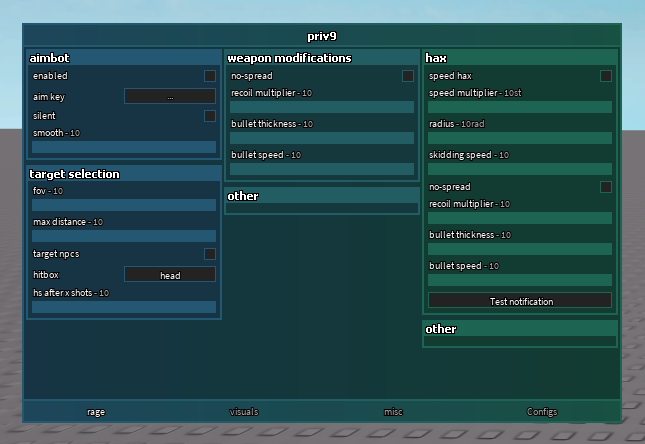 priv9
aimbot
enabled
aim key ...
silent
smooth - 10
target selection
fov - 10
max distance - 10
target npcs
hitbox head
hs after x shots - 10
weapon modifications
no-spread
recoil multiplier - 10
bullet thickness - 10
bullet speed - 10
other
hax
speed hax
speed multiplier - 10st
radius - 10rad
skidding speed - 10
no-spread
recoil multiplier - 10
bullet thickness - 10
bullet speed - 10
Test notification
other
rage visuals misc Configs